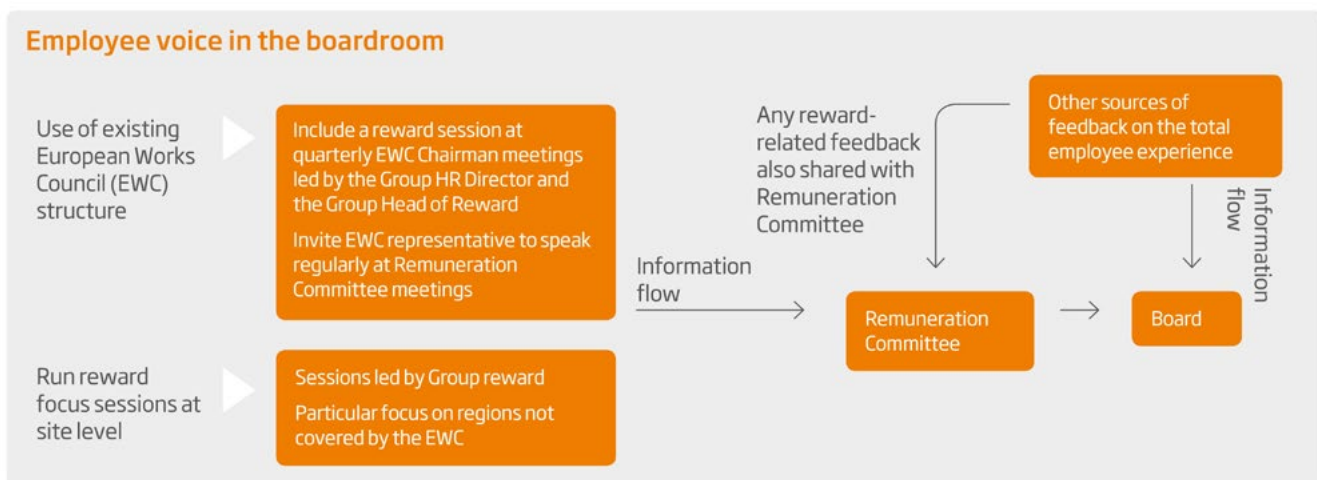 Employee voice in the boardroom
Use of existing
European Works
Council (EWC)
structure
Include a reward session at
quarterly EWC Chairman meetings
led by the Group HR Director and
the Group Head of Reward
Invite EWC representative to speak
regularly at Remuneration
Committee meetings
Run reward
focus sessions at
site level
Sessions led by Group reward
Particular focus on regions not
covered by the EWC
Information
flow
Any reward-
related feedback
also shared with
Remuneration
Committee
Other sources of
feedback on the total
employee experience
Information
flow
Remuneration
Committee
Board